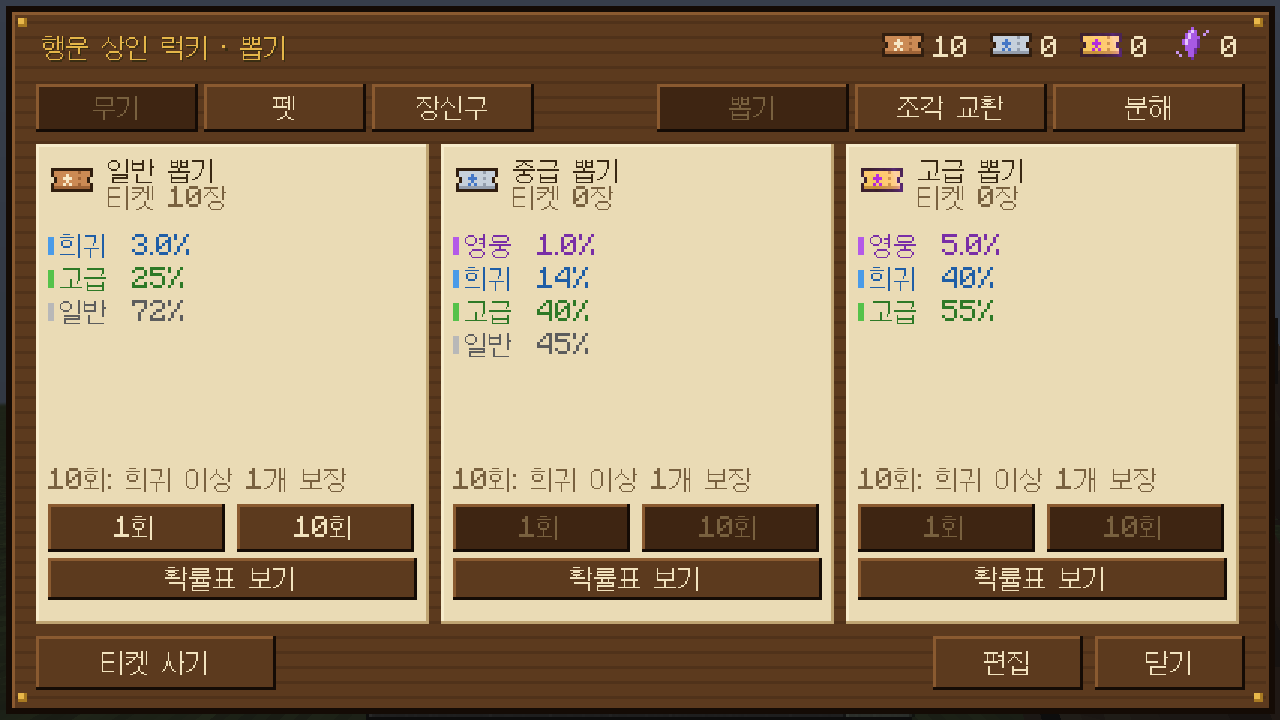 행운 상인 럭키 · 뽑기
10 0 0 0
무기 펫 장신구 뽑기 조각 교환 분해
일반 뽑기
티켓 10장
희귀 3.0%
고급 25%
일반 72%
10회: 희귀 이상 1개 보장
1회 10회
확률표 보기
중급 뽑기
티켓 0장
영웅 1.0%
희귀 14%
고급 40%
일반 45%
10회: 희귀 이상 1개 보장
1회 10회
확률표 보기
고급 뽑기
티켓 0장
영웅 5.0%
희귀 40%
고급 55%
10회: 희귀 이상 1개 보장
1회 10회
확률표 보기
티켓 사기 편집 닫기